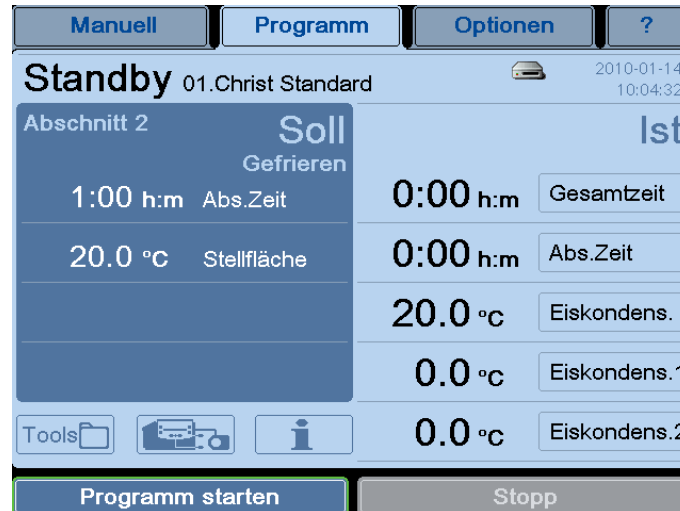 Manuell Programm Optionen ?
Standby 01.Christ Standard 2010-01-14
10:04:32
Abschnitt 2 Soll Ist
Gefrieren
1:00 h:m Abs.Zeit 0:00 h:m Gesamtzeit
20.0 °C Stellfläche 0:00 h:m Abs.Zeit
20.0 °C Eiskondens.
0.0 °C Eiskondens.1
0.0 °C Eiskondens.2
Tools i
Programm starten Stopp